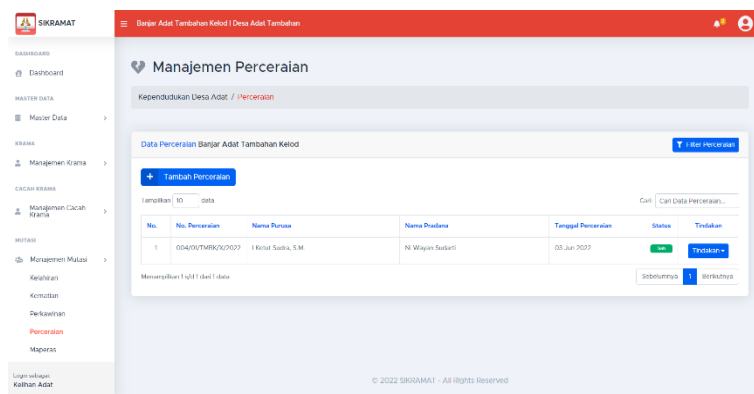 SIKRAMAT
Banjar Adat Tambahan Kelod | Desa Adat Tambahan
DASHBOARD
Dashboard
MASTER DATA
Master Data
KRAMA
Manajemen Krama
CACAH KRAMA
Manajemen Cacah
Krama
MUTASI
Manajemen Mutasi
Kelahiran
Kematian
Perkawinan
Perceraian
Maperas
Login sebagai:
Kelihan Adat
Manajemen Perceraian
Kependudukan Desa Adat / Perceraian
Data Perceraian Banjar Adat Tambahan Kelod
Filter Perceraian
+ Tambah Perceraian
Tampilkan 10 data
Cari: Cari Data Perceraian...
No. No. Perceraian Nama Purusa Nama Pradana Tanggal Perceraian Status Tindakan
1 004/01/TMBK/X/2022 I Ketut Sadra, S.M. Ni Wayan Sudarti 03 Jun 2022 Sah Tindakan
Menampilkan 1 s/d 1 dari 1 data
Sebelumnya 1 Berikutnya
© 2022 SIKRAMAT - All Rights Reserved